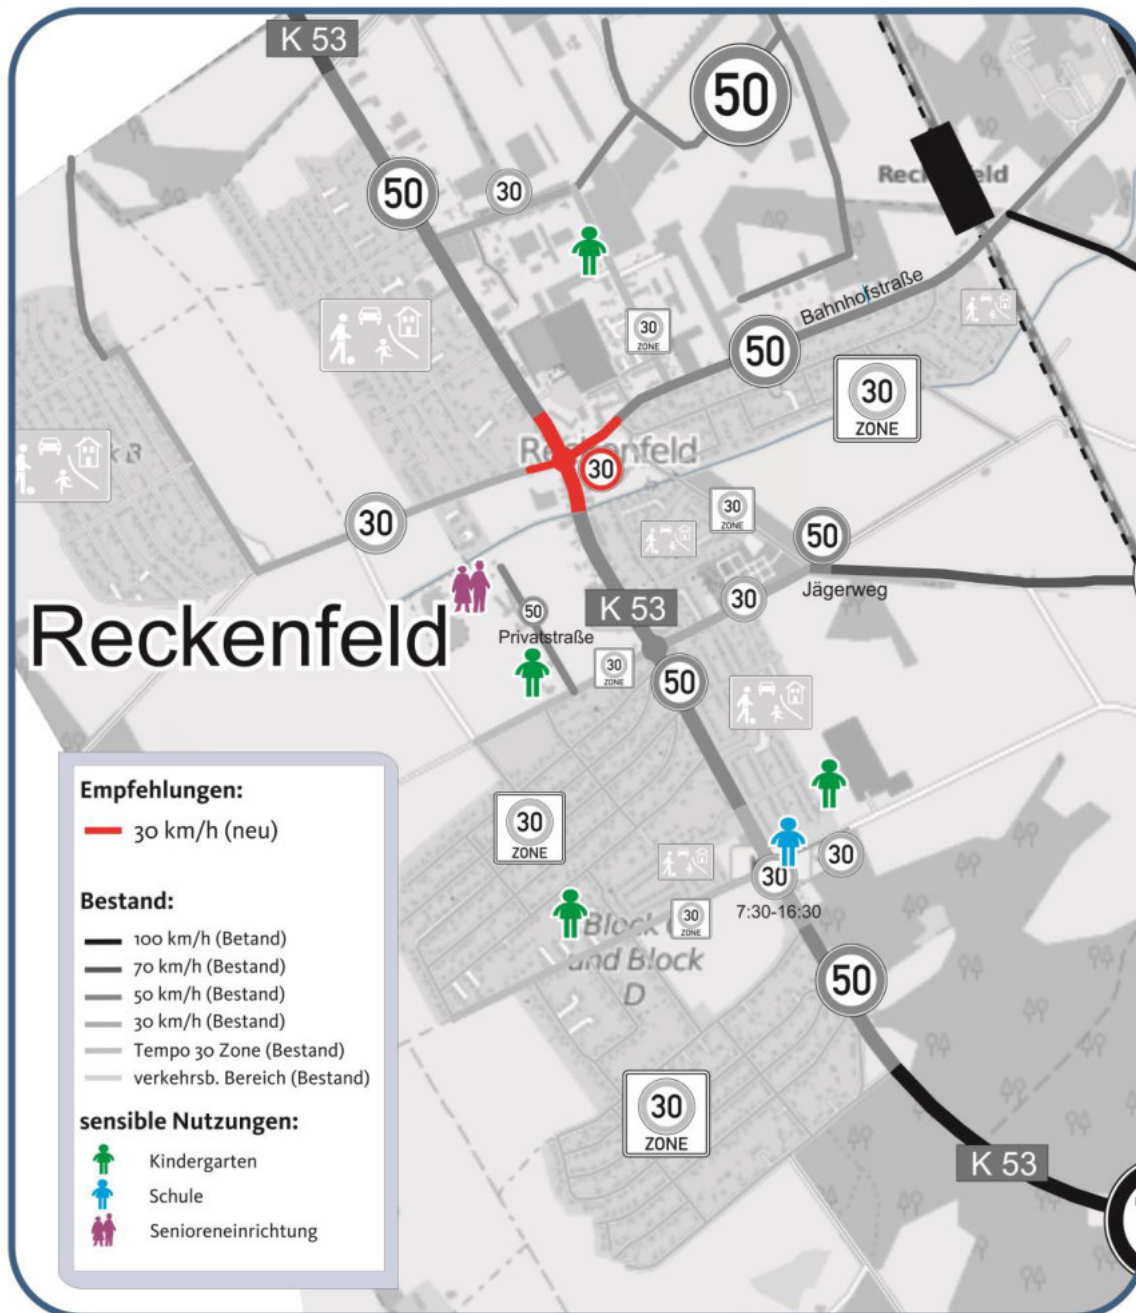 K 53
50
50
30
Reckenfeld
Bahnhofstraße
30
ZONE
50
30
ZONE
Reckenfeld
30
k B
30
30
ZONE
50
Jägerweg
30
K 53
50
Privatstraße
Reckenfeld
30
ZONE
50
30
ZONE
30
30
7:30-16:30
30
ZONE
Block
und Block
D
50
30
ZONE
K 53
Empfehlungen:
30 km/h (neu)
Bestand:
100 km/h (Betand)
70 km/h (Bestand)
50 km/h (Bestand)
30 km/h (Bestand)
Tempo 30 Zone (Bestand)
verkehrsb. Bereich (Bestand)
sensible Nutzungen:
Kindergarten
Schule
Senioreneinrichtung